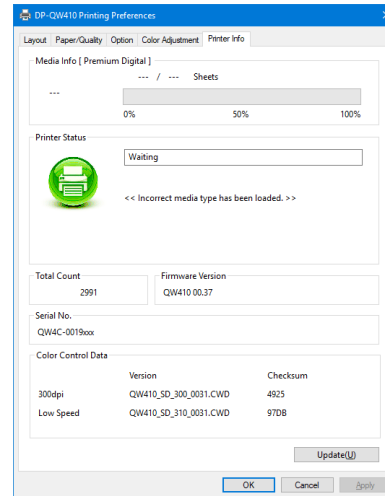 DP-QW410 Printing Preferences
Layout Paper/Quality Option Color Adjustment Printer Info
Media Info [ Premium Digital ]
--- / --- Sheets
---
0% 50% 100%
Printer Status
Waiting
<< Incorrect media type has been loaded. >>
Total Count Firmware Version
2991 QW410 00.37
Serial No.
QW4C-0019xxx
Color Control Data
Version Checksum
300dpi QW410_SD_300_0031.CWD 4925
Low Speed QW410_SD_310_0031.CWD 97DB
Update(U)
OK Cancel Apply